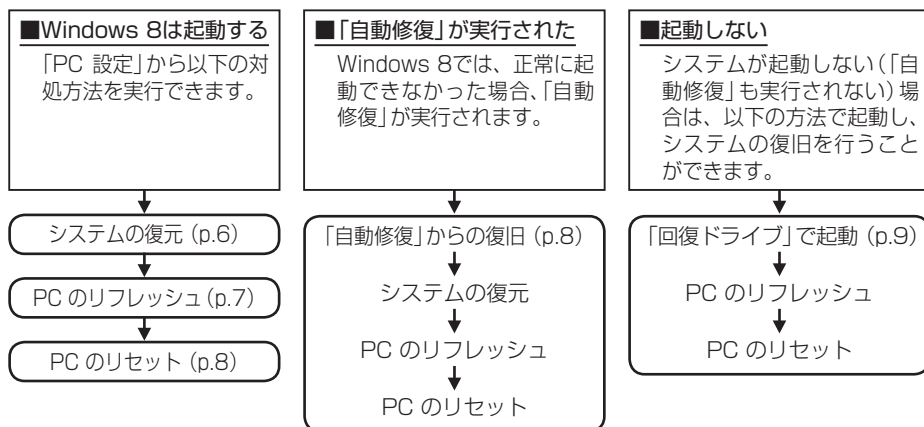 ■Windows 8は起動する
「PC 設定」から以下の対
処方法を実行できます。
システムの復元 (p.6)
PC のリフレッシュ(p.7)
PC のリセット (p.8)
■「自動修復」が実行された
Windows 8では、正常に起
動できなかった場合、「自動
修復」が実行されます。
「自動修復」からの復旧 (p.8)
システムの復元
PC のリフレッシュ
PC のリセット
■起動しない
システムが起動しない(「自
動修復」も実行されない)場
合は、以下の方法で起動し、
システムの復旧を行うこと
ができます。
「回復ドライブ」で起動 (p.9)
PC のリフレッシュ
PC のリセット